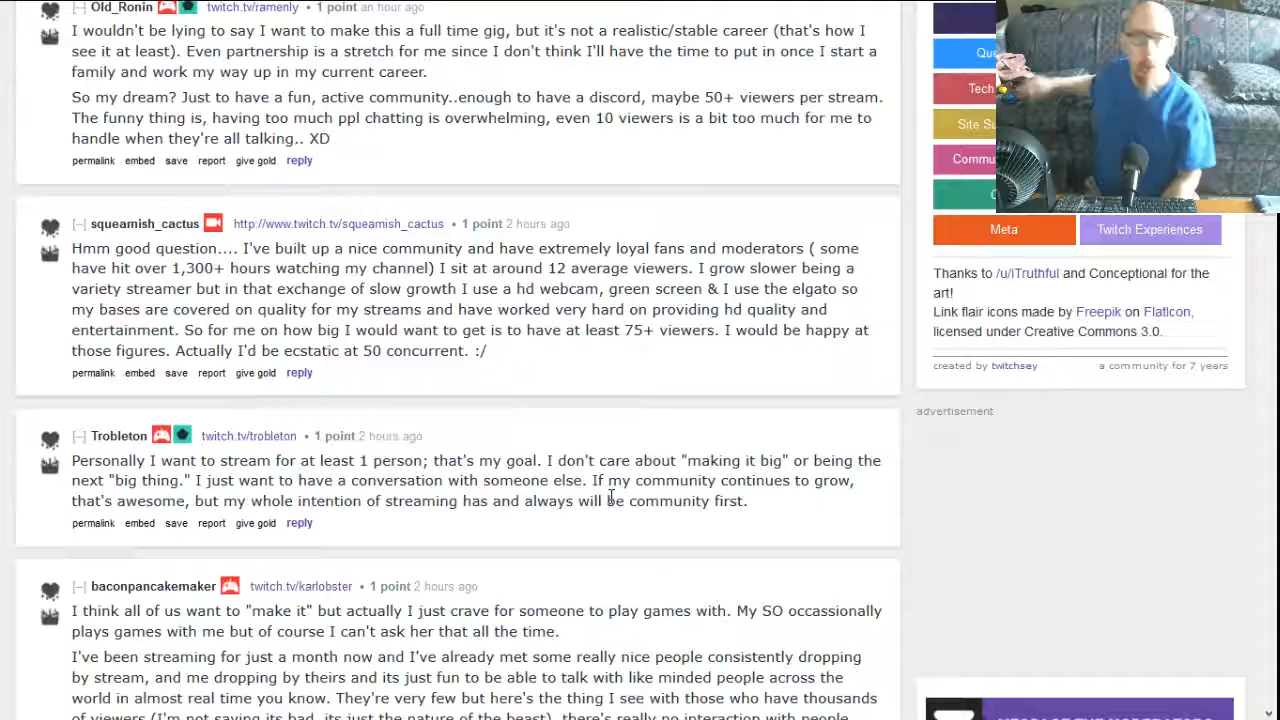 [–] Old_Ronin twitch.tv/ramenly • 1 point an hour ago
I wouldn't be lying to say I want to make this a full time gig, but it's not a realistic/stable career (that's how I
see it at least). Even partnership is a stretch for me since I don't think I'll have the time to put in once I start a
family and work my way up in my current career.
So my dream? Just to have a fun, active community..enough to have a discord, maybe 50+ viewers per stream.
The funny thing is, having too much ppl chatting is overwhelming, even 10 viewers is a bit too much for me to
handle when they're all talking.. XD
permalink embed save report give gold reply
[–] squeamish_cactus http://www.twitch.tv/squeamish_cactus • 1 point 2 hours ago
Hmm good question.... I've built up a nice community and have extremely loyal fans and moderators ( some
have hit over 1,300+ hours watching my channel) I sit at around 12 average viewers. I grow slower being a
variety streamer but in that exchange of slow growth I use a hd webcam, green screen & I use the elgato so
my bases are covered on quality for my streams and have worked very hard on providing hd quality and
entertainment. So for me on how big I would want to get is to have at least 75+ viewers. I would be happy at
those figures. Actually I'd be ecstatic at 50 concurrent. :/
permalink embed save report give gold reply
[–] Trobleton twitch.tv/trobleton • 1 point 2 hours ago
Personally I want to stream for at least 1 person; that's my goal. I don't care about "making it big" or being the
next "big thing." I just want to have a conversation with someone else. If my community continues to grow,
that's awesome, but my whole intention of streaming has and always will be community first.
permalink embed save report give gold reply
[–] baconpancakemaker twitch.tv/karlobster • 1 point 2 hours ago
I think all of us want to "make it" but actually I just crave for someone to play games with. My SO occassionally
plays games with me but of course I can't ask her that all the time.
I've been streaming for just a month now and I've already met some really nice people consistently dropping
by stream, and me dropping by theirs and its just fun to be able to talk with like minded people across the
world in almost real time you know. They're very few but here's the thing I see with those who have thousands
of viewers (I'm not saying its bad, its just the nature of the beast), there's really no interaction with people
Tech
Meta Twitch Experiences
Thanks to /u/iTruthful and Conceptional for the
art!
Link flair icons made by Freepik on FlatIcon,
licensed under Creative Commons 3.0.
created by twitchsey a community for 7 years
advertisement